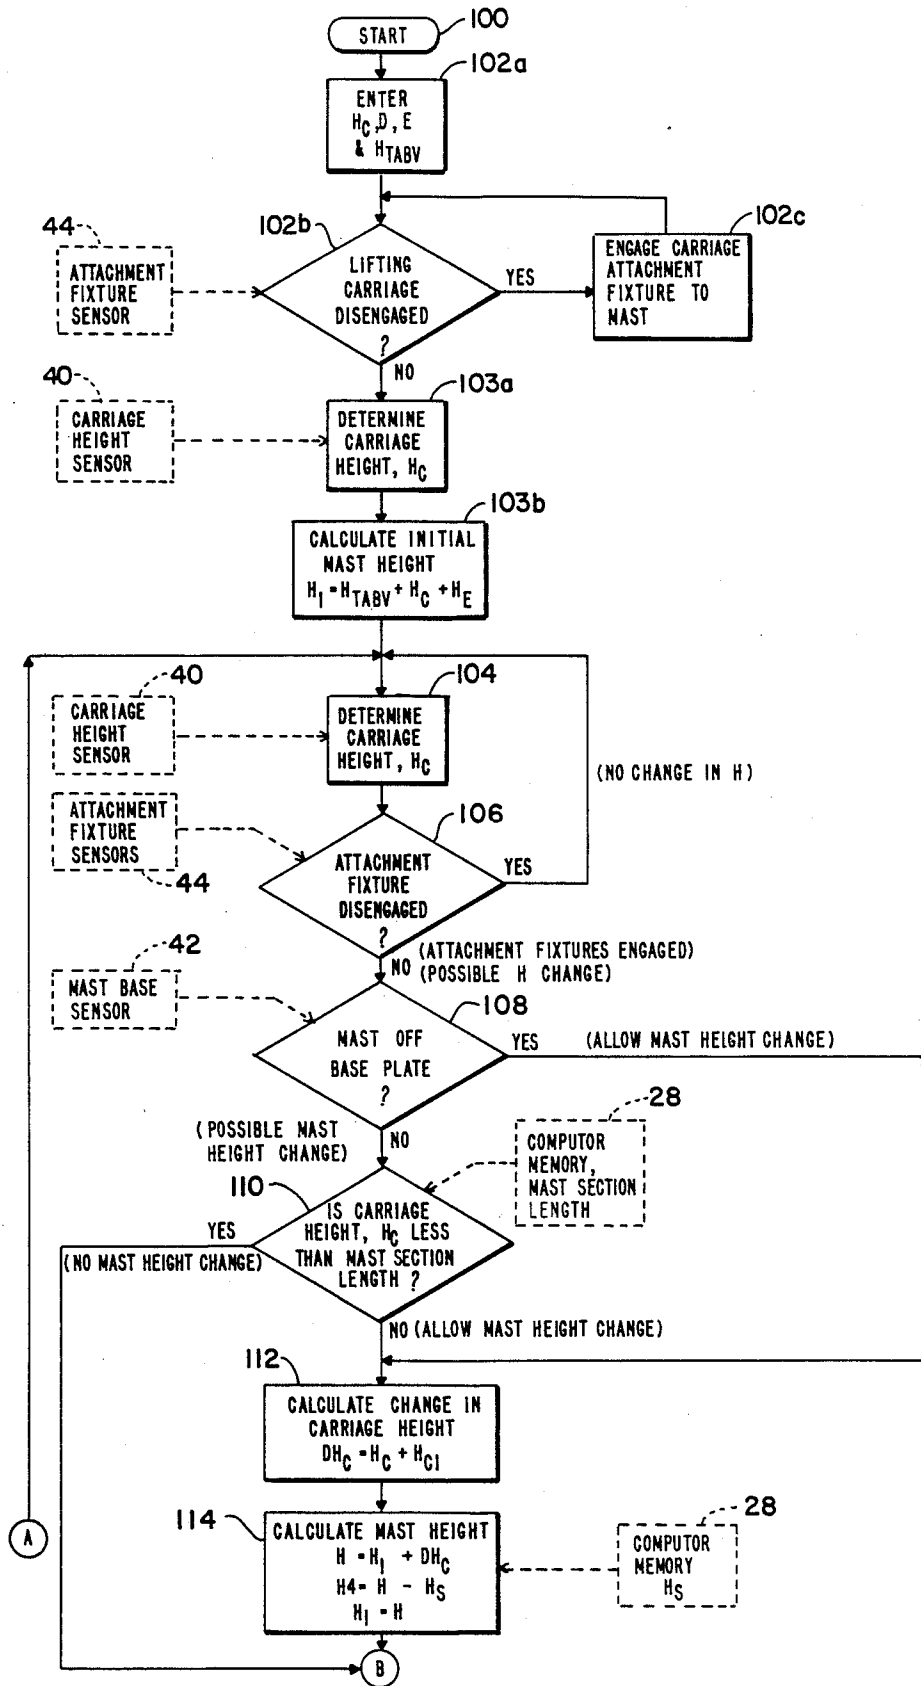 START
100
102a
ENTER
H_C, D, E
& H_TABV
44
102b
102c
ATTACHMENT
FIXTURE
SENSOR
LIFTING
CARRIAGE
DISENGAGED
?
YES
ENGAGE CARRIAGE
ATTACHMENT
FIXTURE TO
MAST
NO
40
103a
CARRIAGE
HEIGHT
SENSOR
DETERMINE
CARRIAGE
HEIGHT, H_C
103b
CALCULATE INITIAL
MAST HEIGHT
H_I = H_TABV + H_C + H_E
40
104
CARRIAGE
HEIGHT
SENSOR
DETERMINE
CARRIAGE
HEIGHT, H_C
(NO CHANGE IN H)
ATTACHMENT
FIXTURE
SENSORS
44
106
ATTACHMENT
FIXTURE
DISENGAGED
?
YES
NO
(ATTACHMENT FIXTURES ENGAGED)
(POSSIBLE H CHANGE)
42
MAST BASE
SENSOR
108
MAST OFF
BASE PLATE
?
YES
(ALLOW MAST HEIGHT CHANGE)
(POSSIBLE MAST
HEIGHT CHANGE)
NO
28
COMPUTOR
MEMORY,
MAST SECTION
LENGTH
110
IS CARRIAGE
HEIGHT, H_C LESS
THAN MAST SECTION
LENGTH ?
YES
(NO MAST HEIGHT CHANGE)
NO (ALLOW MAST HEIGHT CHANGE)
112
CALCULATE CHANGE IN
CARRIAGE HEIGHT
DH_C = H_C + H_CI
A
114
CALCULATE MAST HEIGHT
H = H_I + DH_C
H4 = H - H_S
H_I = H
28
COMPUTOR
MEMORY
H_S
B